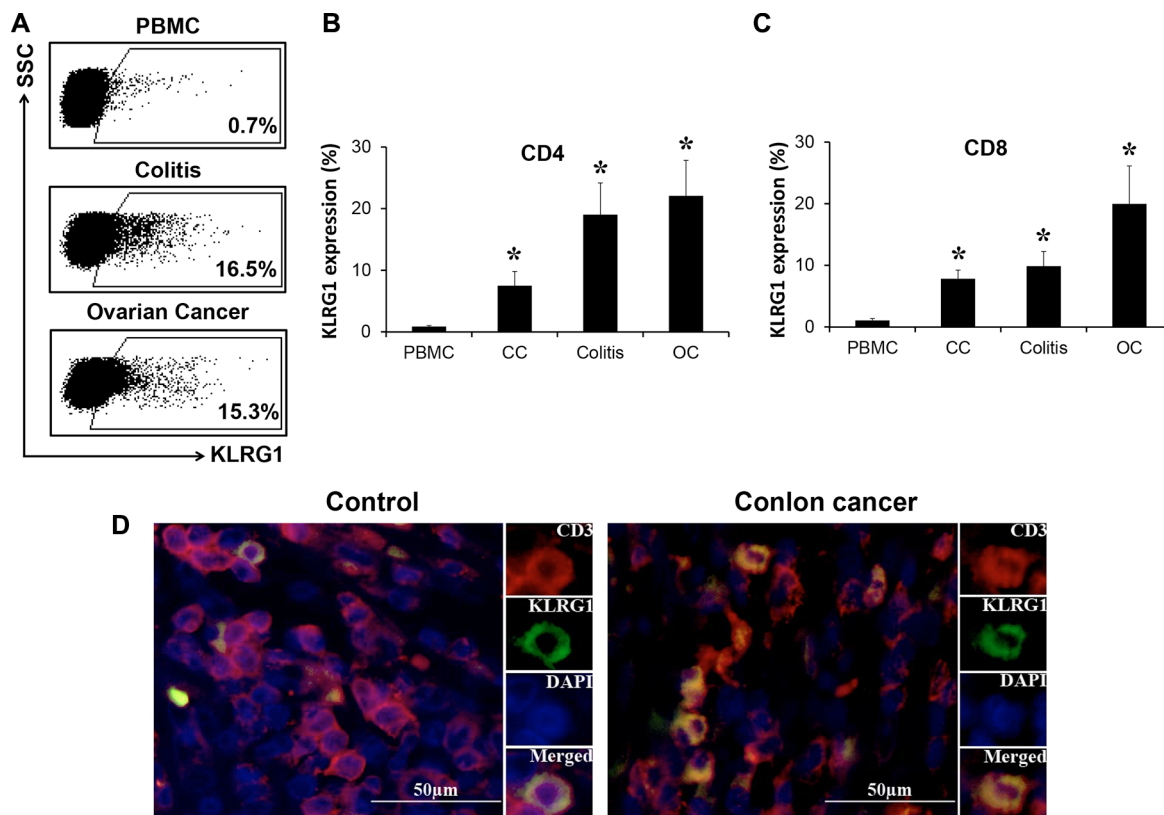 A
PBMC
SSC
0.7%
Colitis
16.5%
Ovarian Cancer
15.3%
KLRG1
B
CD4
KLRG1 expression (%)
30
20
10
0
*
*
*
PBMC
CC
Colitis
OC
C
CD8
KLRG1 expression (%)
30
20
10
0
*
*
*
PBMC
CC
Colitis
OC
D
Control
CD3
KLRG1
DAPI
Merged
50µm
Conlon cancer
CD3
KLRG1
DAPI
Merged
50µm